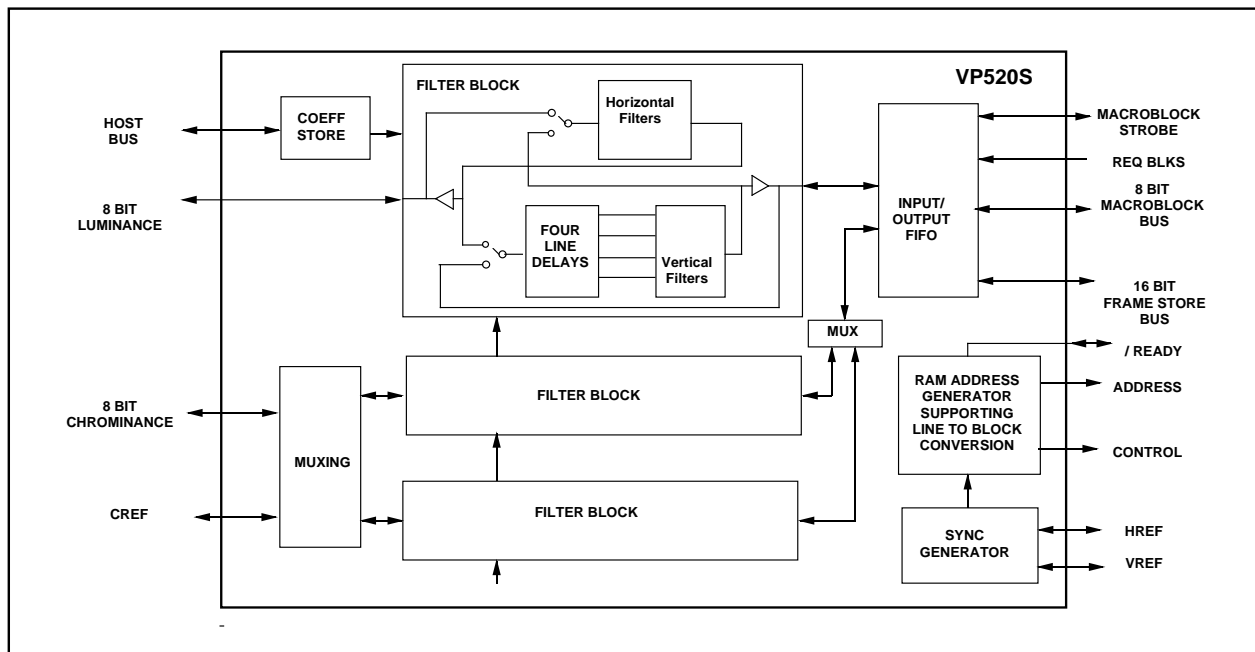 VP520S
FILTER BLOCK
HOST
BUS
COEFF
STORE
Horizontal
Filters
8 BIT
LUMINANCE
FOUR
LINE
DELAYS
Vertical
Filters
INPUT/
OUTPUT
FIFO
MACROBLOCK
STROBE
REQ BLKS
8 BIT
MACROBLOCK
BUS
16 BIT
FRAME STORE
BUS
MUX
/ READY
8 BIT
CHROMINANCE
MUXING
FILTER BLOCK
RAM ADDRESS
GENERATOR
SUPPORTING
LINE TO BLOCK
CONVERSION
ADDRESS
CONTROL
CREF
FILTER BLOCK
SYNC
GENERATOR
HREF
VREF